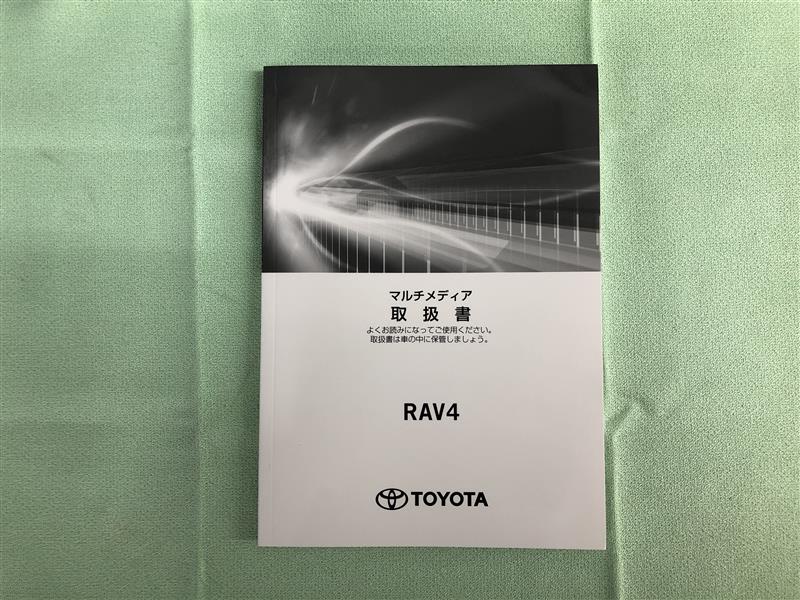 マルチメディア
取扱書
よくお読みになってご使用ください。
取扱書は車の中に保管しましょう。
RAV4
TOYOTA